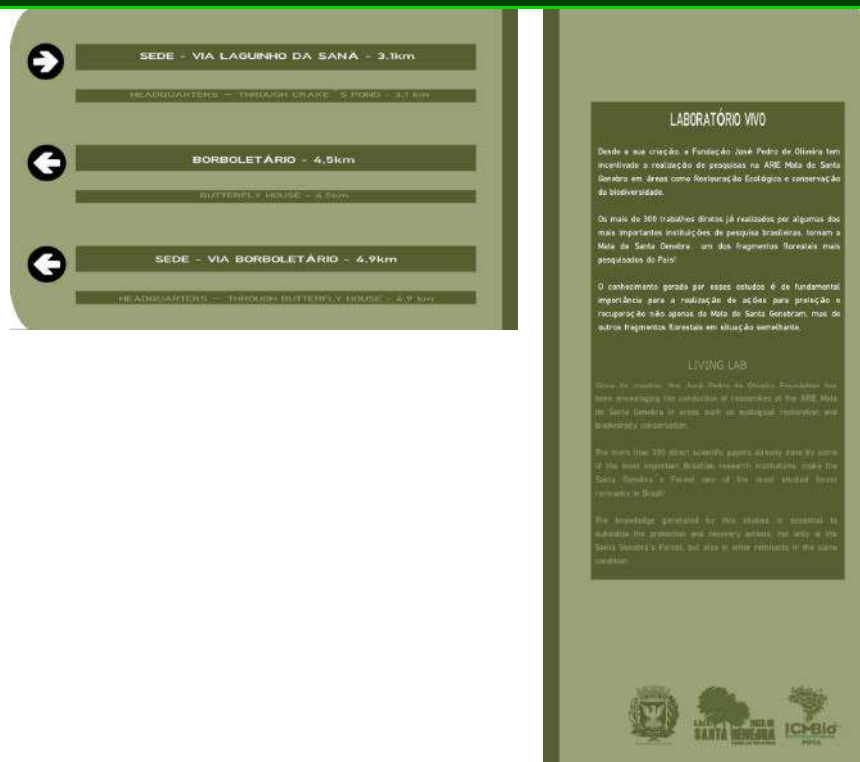 SEDE - VIA LAGUINHO DA SANÃ - 3.1km
HEADQUARTERS - THROUGH CRAKE´S POND - 3.1 km
BORBOLETÁRIO - 4,5km
BUTTERFLY HOUSE - 4.5km
SEDE - VIA BORBOLETÁRIO - 4,9km
HEADQUARTERS - THROUGH BUTTERFLY HOUSE - 4.9 km
LABORATÓRIO VIVO
Desde a sua criação, a Fundação José Pedro de Oliveira tem
incentivado a realização de pesquisas na ARIE Mata de Santa
Genebra em áreas como Restauração Ecológica e conservação
da biodiversidade.
Os mais de 300 trabalhos diretos já realizados por algumas das
mais importantes instituições de pesquisa brasileiras, tornam a
Mata de Santa Genebra um dos fragmentos florestais mais
pesquisados do País!
O conhecimento gerado por esses estudos é de fundamental
importância para a realização de ações para proteção e
recuperação não apenas da Mata de Santa Genebram, mas de
outros fragmentos florestais em situação semelhante.
LIVING LAB
Since its creation, the José Pedro de Oliveira Foundation has
been encouraging the conduction of researches at the ARIE Mata
de Santa Genebra in areas such as ecological restoration and
biodiversity conservation.
The more than 300 direct scientific papers already done by some
of the most important Brazilian research institutions, make the
Santa Genebra´s Forest one of the most studied forest
remnants in Brazil!
The knowledge generated by this studies is essential to
subsidize the protection and recovery actions not only at the
Santa Genebra´s Forest, but also in other remnants in the same
condition.
SANTA GENEBRA
ICMBio